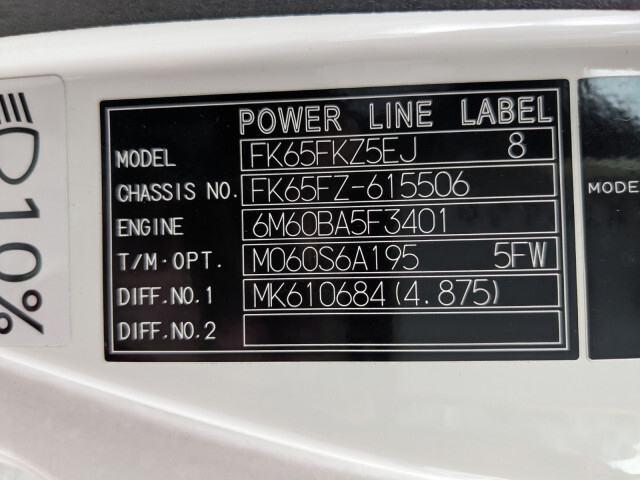 POWER LINE LABEL
MODEL FK65FKZ5EJ 8
CHASSIS NO. FK65FZ-615506
ENGINE 6M60BA5F3401
T/M·OPT. M060S6A195 5FW
DIFF.NO.1 MK610684(4.875)
DIFF.NO.2
10%
MODE